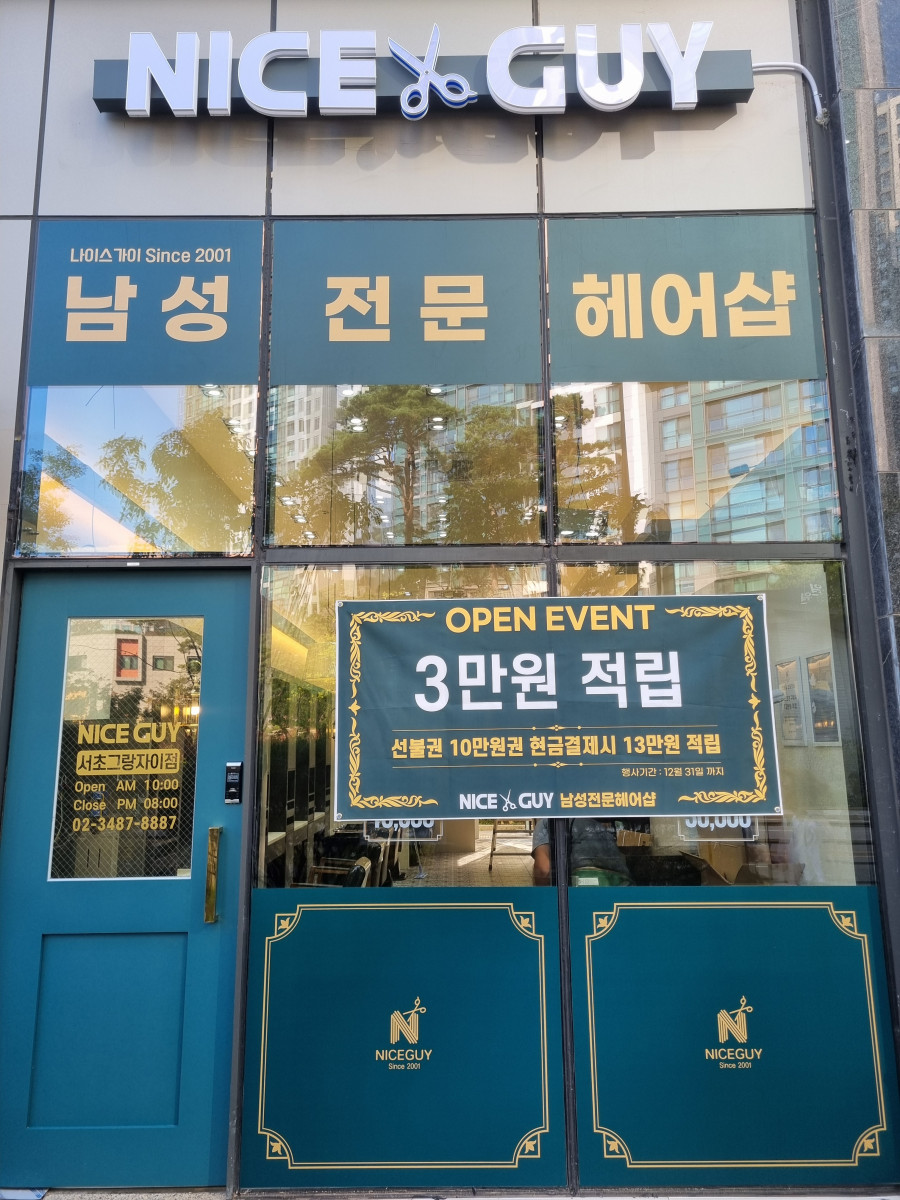 NICE GUY
나이스가이 Since 2001
남성 전문 헤어샵
OPEN EVENT
3만원 적립
선불권 10만원권 현금결제시 13만원 적립
행사기간 : 12월 31일 까지
NICE GUY 남성전문헤어샵
NICE GUY
서초그랑자이점
Open AM 10:00
Close PM 08:00
02-3487-8887
N
NICEGUY
Since 2001
N
NICEGUY
Since 2001